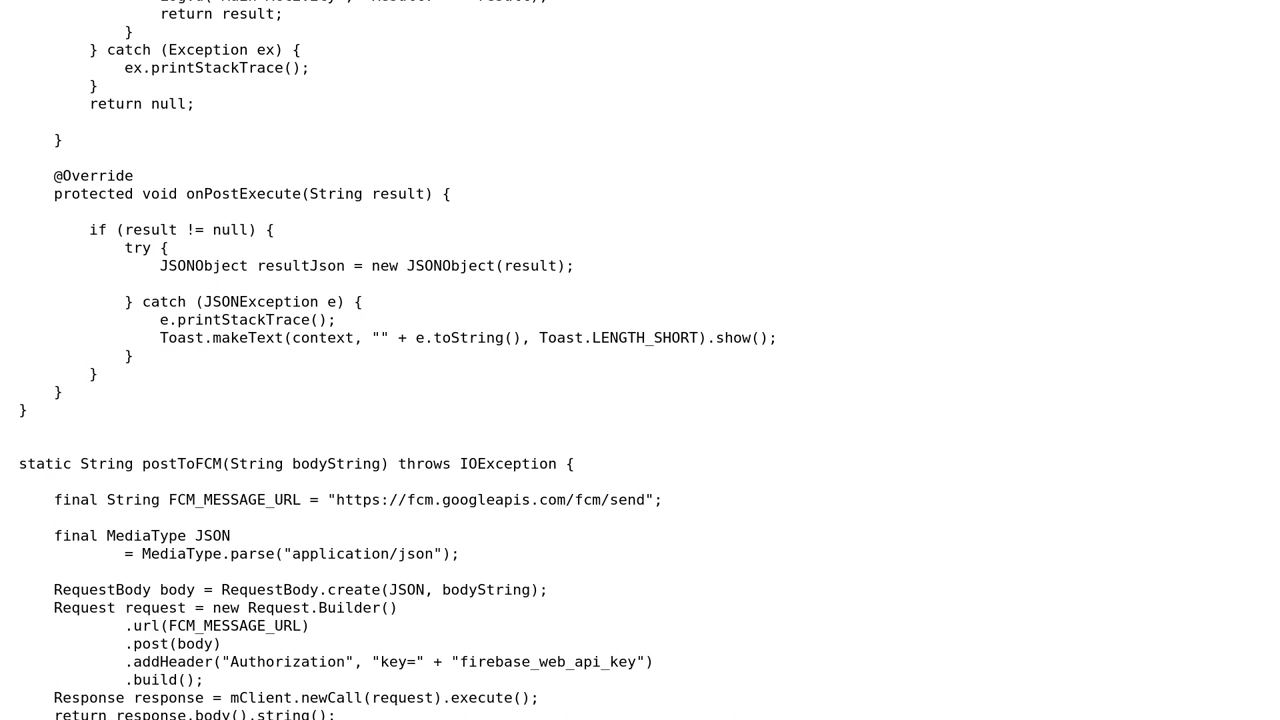 return result;
}
} catch (Exception ex) {
ex.printStackTrace();
}
return null;
}
@Override
protected void onPostExecute(String result) {
if (result != null) {
try {
JSONObject resultJson = new JSONObject(result);
} catch (JSONException e) {
e.printStackTrace();
Toast.makeText(context, "" + e.toString(), Toast.LENGTH_SHORT).show();
}
}
}
}
static String postToFCM(String bodyString) throws IOException {
final String FCM_MESSAGE_URL = "https://fcm.googleapis.com/fcm/send";
final MediaType JSON
= MediaType.parse("application/json");
RequestBody body = RequestBody.create(JSON, bodyString);
Request request = new Request.Builder()
.url(FCM_MESSAGE_URL)
.post(body)
.addHeader("Authorization", "key=" + "firebase_web_api_key")
.build();
Response response = mClient.newCall(request).execute();
return response.body().string();